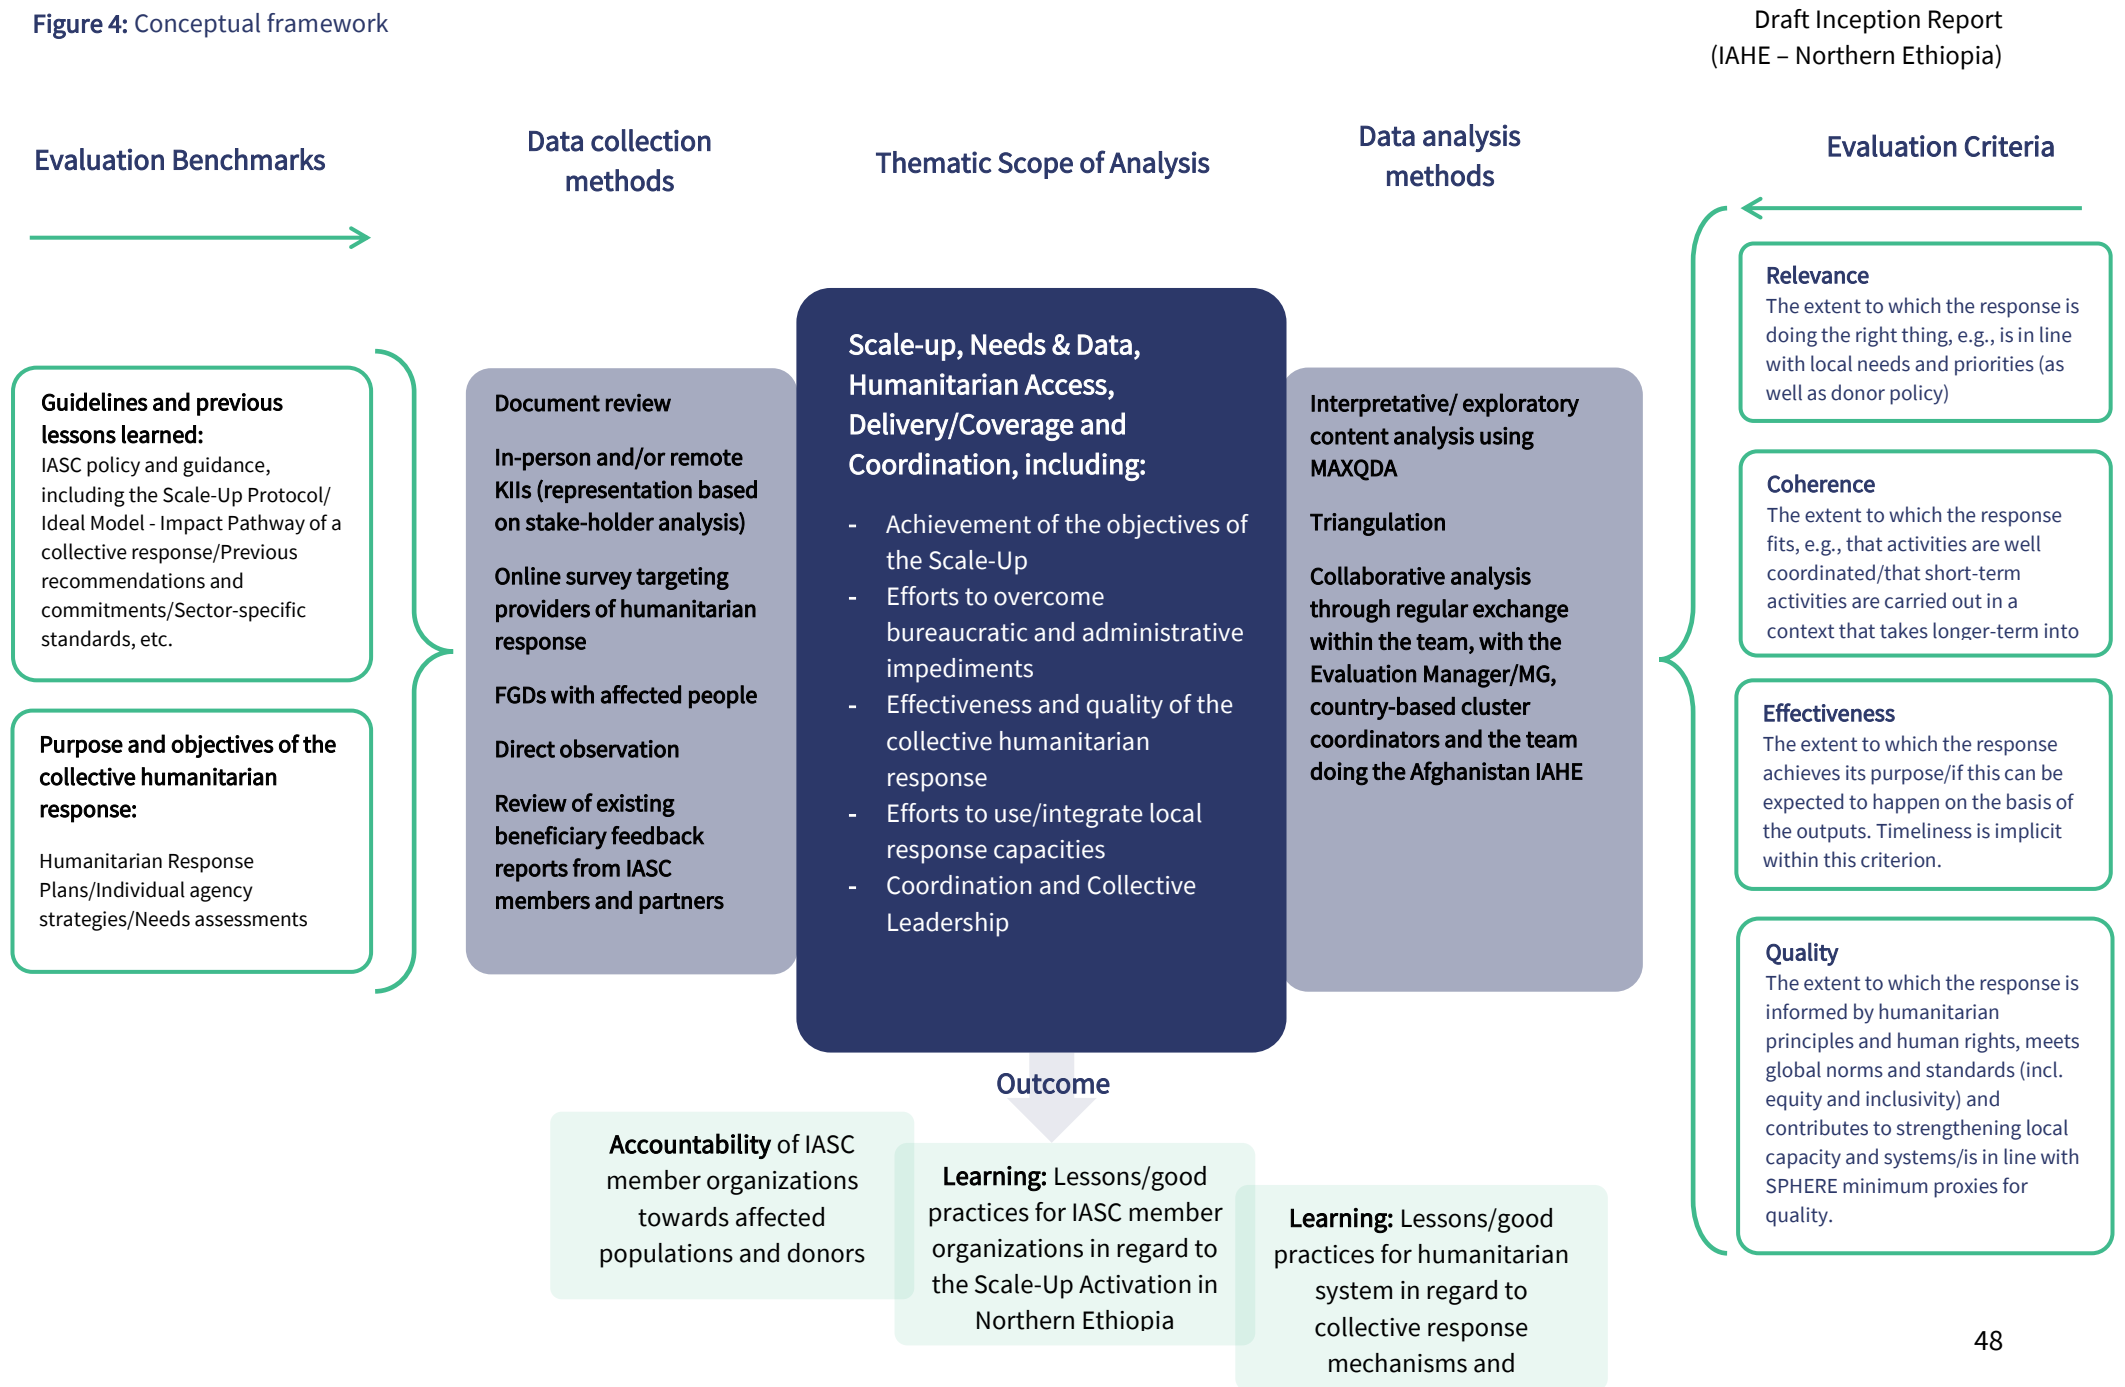 Figure 4: Conceptual framework
Draft Inception Report
(IAHE – Northern Ethiopia)
Evaluation Benchmarks
Data collection
methods
Thematic Scope of Analysis
Data analysis
methods
Evaluation Criteria
Guidelines and previous
lessons learned:
IASC policy and guidance,
including the Scale-Up Protocol/
Ideal Model - Impact Pathway of a
collective response/Previous
recommendations and
commitments/Sector-specific
standards, etc.
Purpose and objectives of the
collective humanitarian
response:
Humanitarian Response
Plans/Individual agency
strategies/Needs assessments
Document review
In-person and/or remote
KIIs (representation based
on stake-holder analysis)
Online survey targeting
providers of humanitarian
response
FGDs with affected people
Direct observation
Review of existing
beneficiary feedback
reports from IASC
members and partners
Scale-up, Needs & Data,
Humanitarian Access,
Delivery/Coverage and
Coordination, including:
- Achievement of the objectives of
the Scale-Up
- Efforts to overcome
bureaucratic and administrative
impediments
- Effectiveness and quality of the
collective humanitarian
response
- Efforts to use/integrate local
response capacities
- Coordination and Collective
Leadership
Interpretative/ exploratory
content analysis using
MAXQDA
Triangulation
Collaborative analysis
through regular exchange
within the team, with the
Evaluation Manager/MG,
country-based cluster
coordinators and the team
doing the Afghanistan IAHE
Relevance
The extent to which the response is
doing the right thing, e.g., is in line
with local needs and priorities (as
well as donor policy)
Coherence
The extent to which the response
fits, e.g., that activities are well
coordinated/that short-term
activities are carried out in a
context that takes longer-term into
Effectiveness
The extent to which the response
achieves its purpose/if this can be
expected to happen on the basis of
the outputs. Timeliness is implicit
within this criterion.
Quality
The extent to which the response is
informed by humanitarian
principles and human rights, meets
global norms and standards (incl.
equity and inclusivity) and
contributes to strengthening local
capacity and systems/is in line with
SPHERE minimum proxies for
quality.
Outcome
Accountability of IASC
member organizations
towards affected
populations and donors
Learning: Lessons/good
practices for IASC member
organizations in regard to
the Scale-Up Activation in
Northern Ethiopia
Learning: Lessons/good
practices for humanitarian
system in regard to
collective response
mechanisms and
48